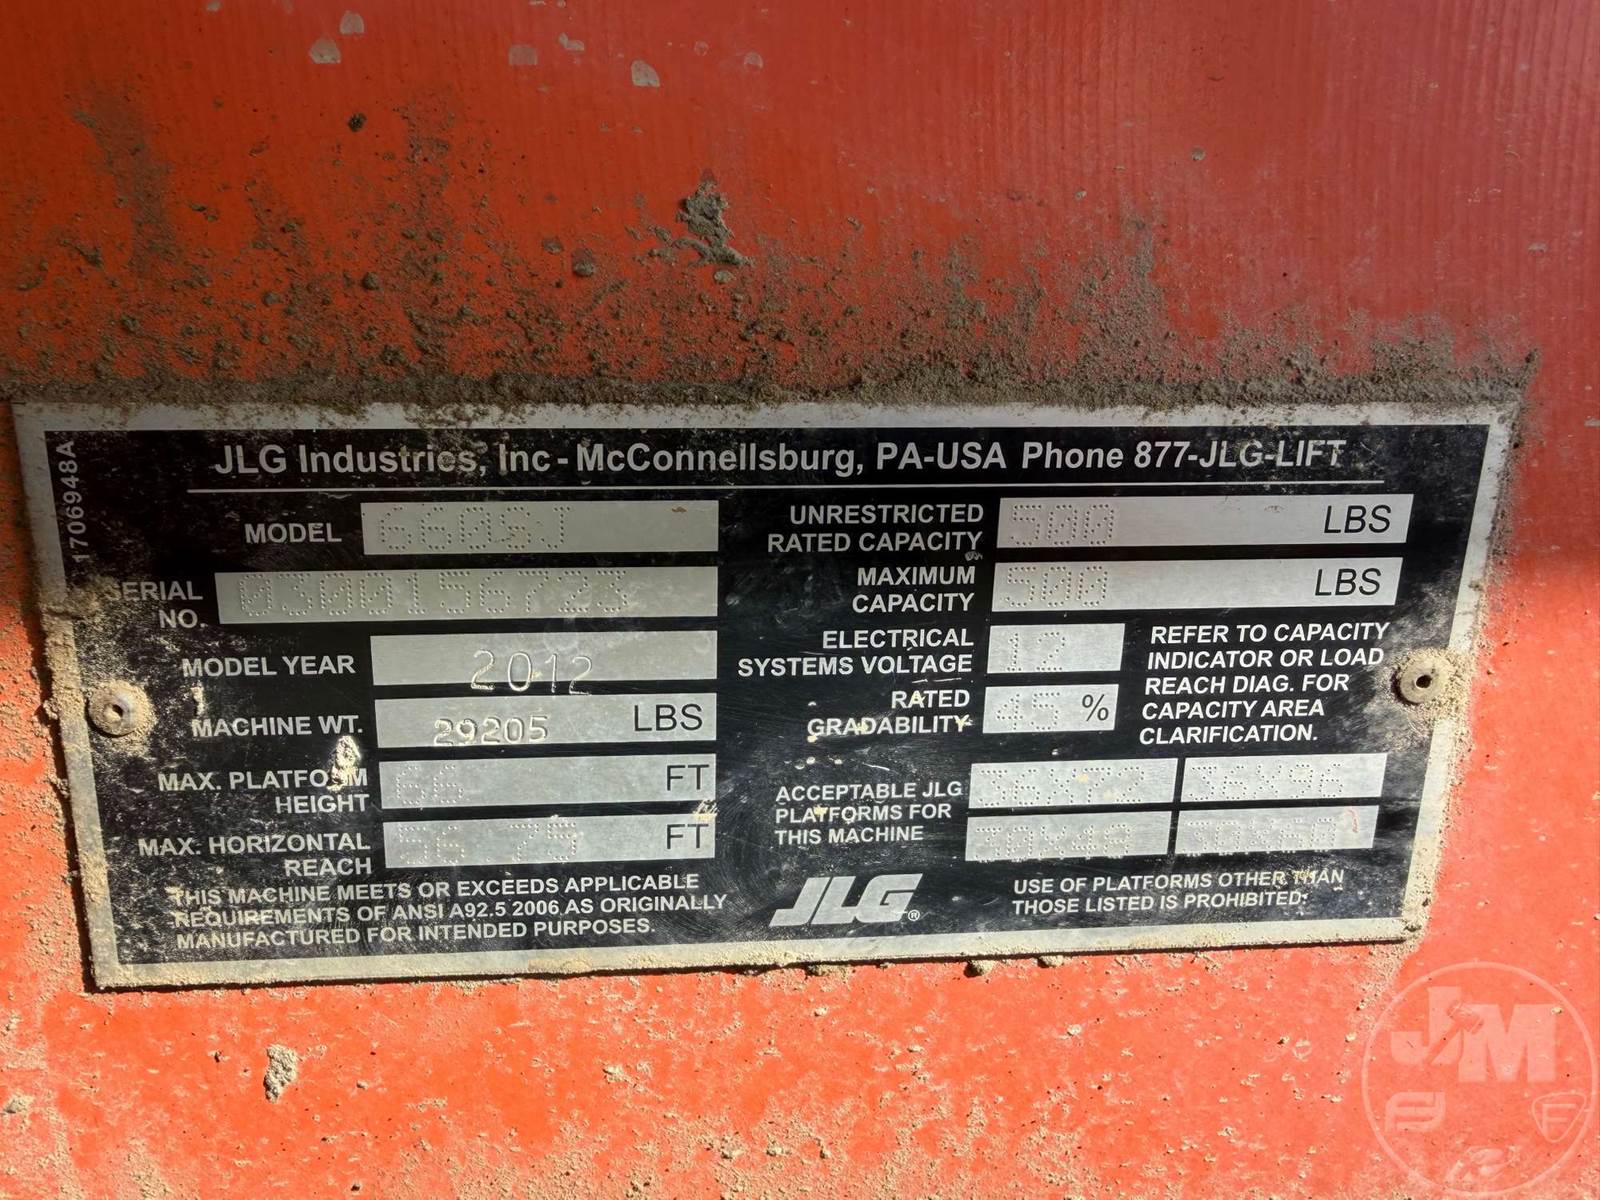 1706948A
JLG Industries, Inc - McConnellsburg, PA-USA Phone 877-JLG-LIFT
MODEL 660SJ
SERIAL NO. 0300156723
MODEL YEAR 2012
MACHINE WT. 29205 LBS
MAX. PLATFORM HEIGHT 66 FT
MAX. HORIZONTAL REACH 56 75 FT
THIS MACHINE MEETS OR EXCEEDS APPLICABLE
REQUIREMENTS OF ANSI A92.5 2006 AS ORIGINALLY
MANUFACTURED FOR INTENDED PURPOSES.
UNRESTRICTED RATED CAPACITY 500 LBS
MAXIMUM CAPACITY 500 LBS
ELECTRICAL SYSTEMS VOLTAGE 12
RATED GRADABILITY 45 %
REFER TO CAPACITY
INDICATOR OR LOAD
REACH DIAG. FOR
CAPACITY AREA
CLARIFICATION.
ACCEPTABLE JLG
PLATFORMS FOR
THIS MACHINE
36X72 36X96
30X48 30X60
JLG®
USE OF PLATFORMS OTHER THAN
THOSE LISTED IS PROHIBITED.
J&M